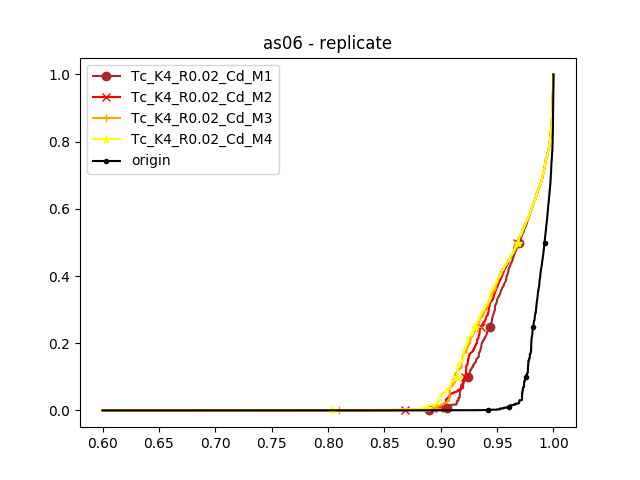 as06 - replicate
Tc_K4_R0.02_Cd_M1
Tc_K4_R0.02_Cd_M2
Tc_K4_R0.02_Cd_M3
Tc_K4_R0.02_Cd_M4
origin
1.0
0.8
0.6
0.4
0.2
0.0
0.60 0.65 0.70 0.75 0.80 0.85 0.90 0.95 1.00